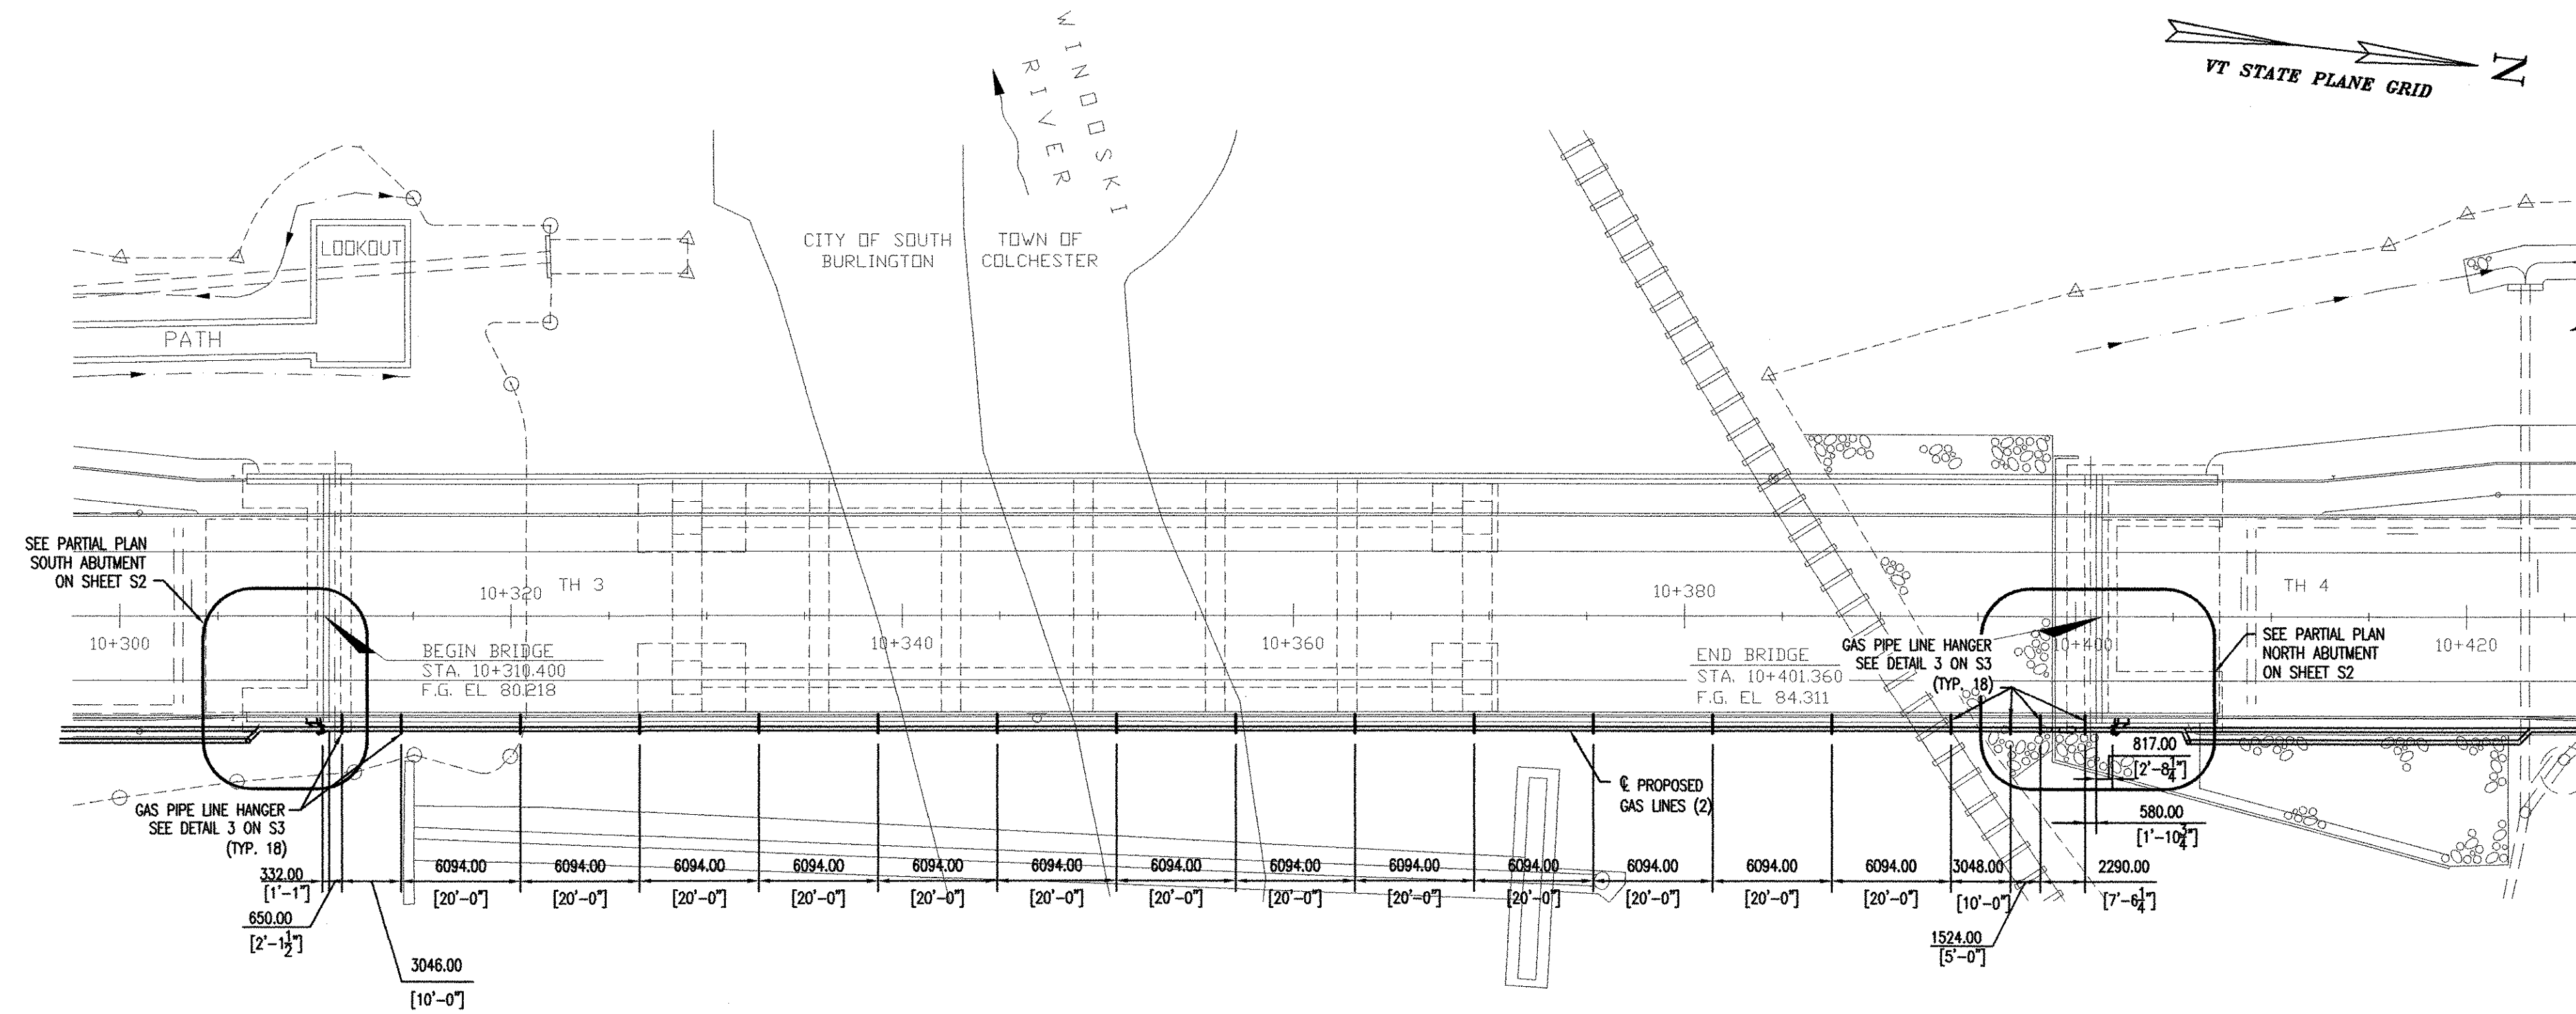 WINOOSKI
RIVER
VT STATE PLANE GRID
N
LOOKOUT
PATH
CITY OF SOUTH
BURLINGTON
TOWN OF
COLCHESTER
SEE PARTIAL PLAN
SOUTH ABUTMENT
ON SHEET S2
10+300
10+320
TH 3
10+340
10+360
10+380
10+400
TH 4
10+420
BEGIN BRIDGE
STA. 10+310.400
F.G. EL 80.218
END BRIDGE
STA. 10+401.360
F.G. EL 84.311
GAS PIPE LINE HANGER
SEE DETAIL 3 ON S3
(TYP. 18)
SEE PARTIAL PLAN
NORTH ABUTMENT
ON SHEET S2
GAS PIPE LINE HANGER
SEE DETAIL 3 ON S3
(TYP. 18)
℄ PROPOSED
GAS LINES (2)
817.00
[2'-8¼"]
580.00
[1'-10¾"]
332.00
[1'-1"]
650.00
[2'-1½"]
3046.00
[10'-0"]
6094.00
[20'-0"]
6094.00
[20'-0"]
6094.00
[20'-0"]
6094.00
[20'-0"]
6094.00
[20'-0"]
6094.00
[20'-0"]
6094.00
[20'-0"]
6094.00
[20'-0"]
6094.00
[20'-0"]
6094.00
[20'-0"]
6094.00
[20'-0"]
6094.00
[20'-0"]
6094.00
[20'-0"]
3048.00
[10'-0"]
1524.00
[5'-0"]
2290.00
[7'-6¼"]